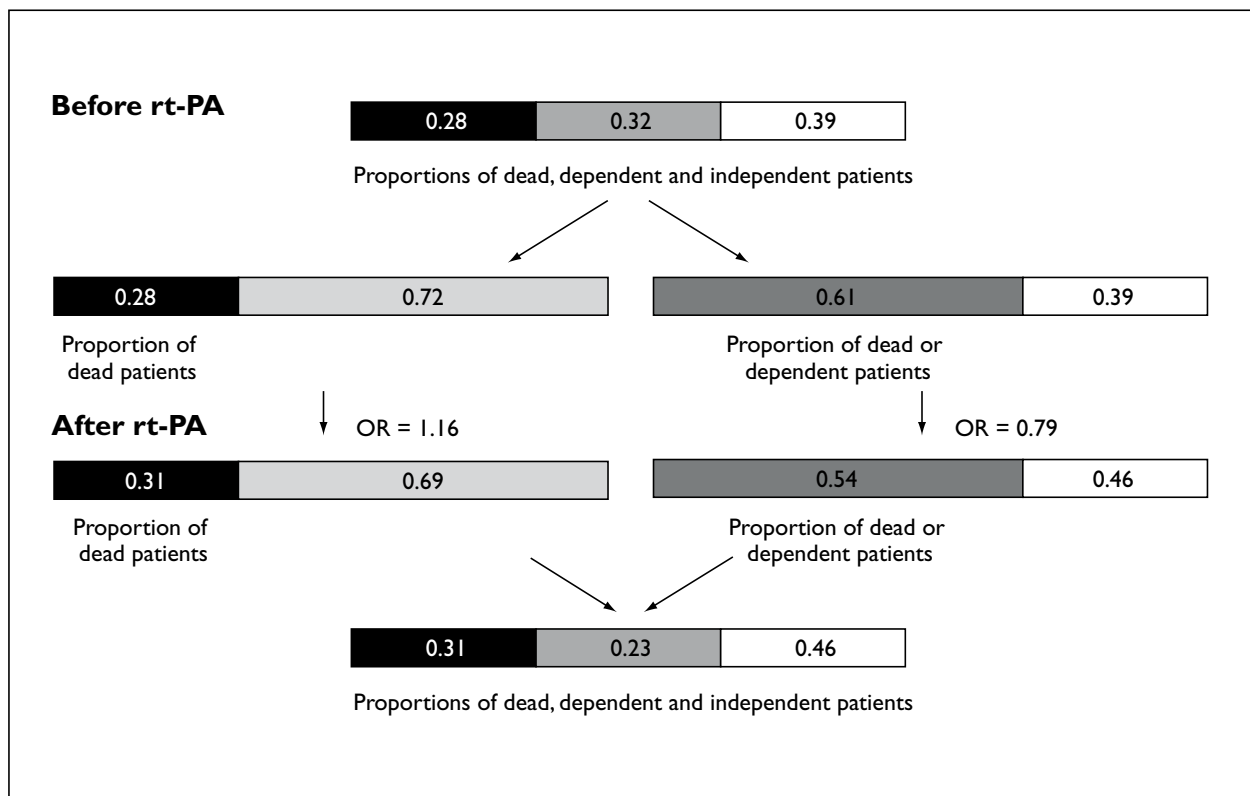 Before rt-PA
0.28 0.32 0.39
Proportions of dead, dependent and independent patients
0.28 0.72
0.61 0.39
Proportion of
dead patients
Proportion of dead or
dependent patients
After rt-PA
OR = 1.16
OR = 0.79
0.31 0.69
0.54 0.46
Proportion of
dead patients
Proportion of dead or
dependent patients
0.31 0.23 0.46
Proportions of dead, dependent and independent patients